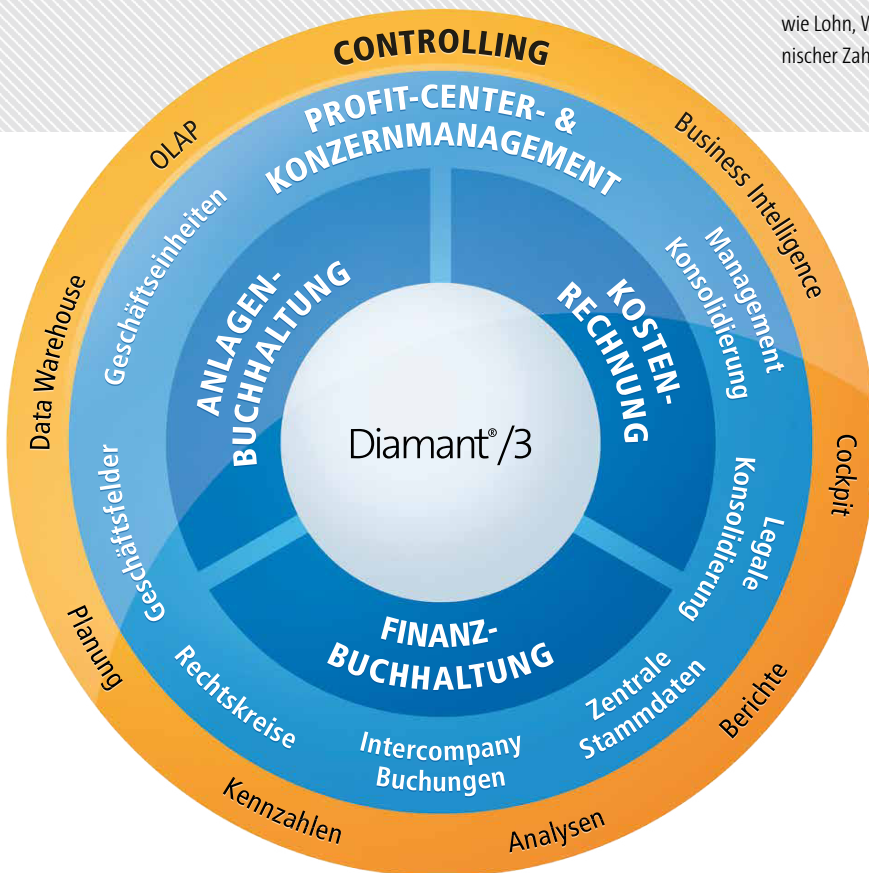 wie Lohn,
nischer
CONTROLLING
OLAP
Business Intelligence
Data Warehouse
Cockpit
Planung
Berichte
Kennzahlen
Analysen
PROFIT-CENTER- &
KONZERNMANAGEMENT
Geschäftseinheiten
Management
Konsolidierung
Geschäftsfelder
Legale
Konsolidierung
Rechtskreise
Intercompany
Buchungen
Zentrale
Stammdaten
ANLAGEN-
BUCHHALTUNG
KOSTEN-
RECHNUNG
Diamant®/3
FINANZ-
BUCHHALTUNG